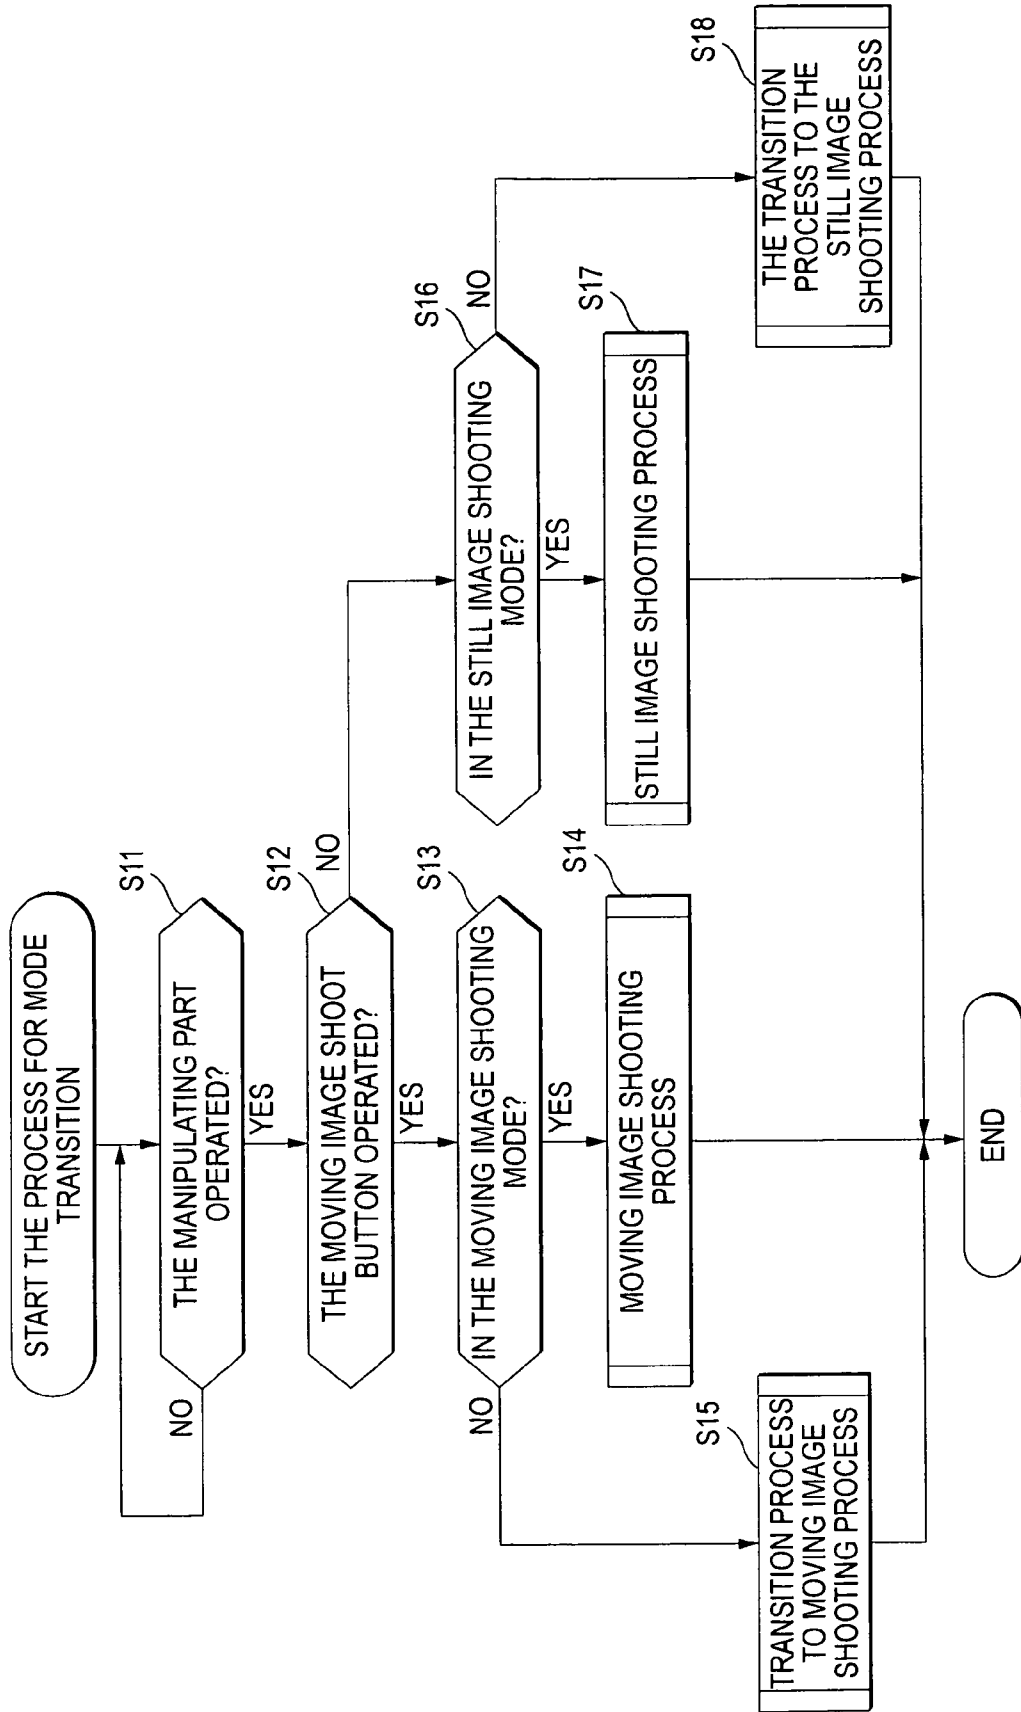 START THE PROCESS FOR MODE
TRANSITION
S11
THE MANIPULATING PART
OPERATED?
NO
YES
S12
THE MOVING IMAGE SHOOT
BUTTON OPERATED?
NO
YES
S13
IN THE MOVING IMAGE SHOOTING
MODE?
NO
YES
S14
MOVING IMAGE SHOOTING
PROCESS
S15
TRANSITION PROCESS
TO MOVING IMAGE
SHOOTING PROCESS
S16
IN THE STILL IMAGE SHOOTING
MODE?
NO
YES
S17
STILL IMAGE SHOOTING PROCESS
S18
THE TRANSITION
PROCESS TO THE
STILL IMAGE
SHOOTING PROCESS
END